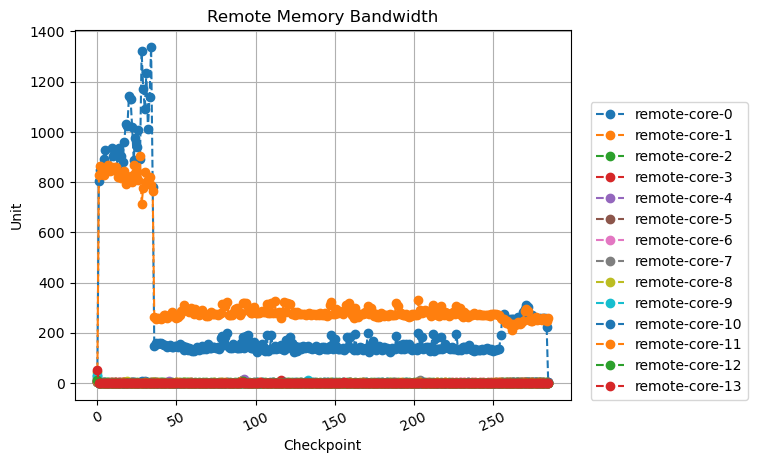 Remote Memory Bandwidth
1400
1200
1000
800
600
400
200
0
Unit
0
50
100
150
200
250
Checkpoint
remote-core-0
remote-core-1
remote-core-2
remote-core-3
remote-core-4
remote-core-5
remote-core-6
remote-core-7
remote-core-8
remote-core-9
remote-core-10
remote-core-11
remote-core-12
remote-core-13